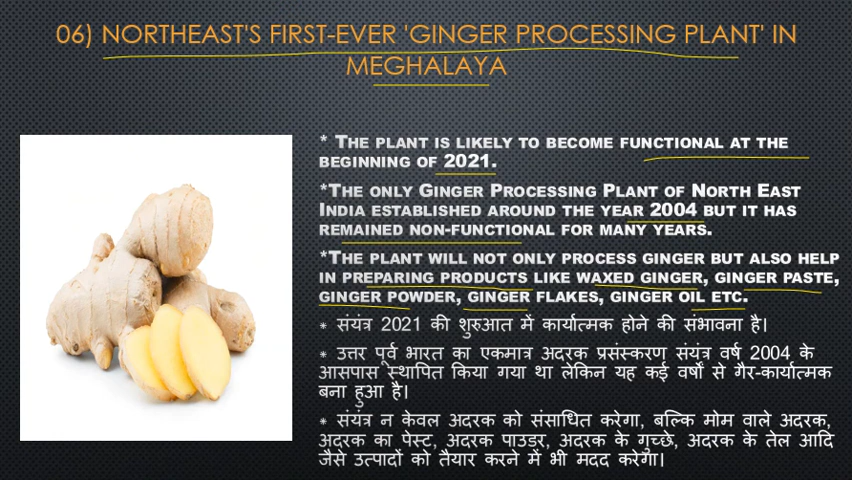 06) NORTHEAST'S FIRST-EVER 'GINGER PROCESSING PLANT' IN
MEGHALAYA
* THE PLANT IS LIKELY TO BECOME FUNCTIONAL AT THE
BEGINNING OF 2021.
*THE ONLY GINGER PROCESSING PLANT OF NORTH EAST
INDIA ESTABLISHED AROUND THE YEAR 2004 BUT IT HAS
REMAINED NON-FUNCTIONAL FOR MANY YEARS.
*THE PLANT WILL NOT ONLY PROCESS GINGER BUT ALSO HELP
IN PREPARING PRODUCTS LIKE WAXED GINGER, GINGER PASTE,
GINGER POWDER, GINGER FLAKES, GINGER OIL ETC.
* संयंत्र 2021 की शुरुआत में कार्यात्मक होने की संभावना है।
* उत्तर पूर्व भारत का एकमात्र अदरक प्रसंस्करण संयंत्र वर्ष 2004 के
आसपास स्थापित किया गया था लेकिन यह कई वर्षों से गैर-कार्यात्मक
बना हुआ है।
* संयंत्र न केवल अदरक को संसाधित करेगा, बल्कि मोम वाले अदरक,
अदरक का पेस्ट, अदरक पाउडर, अदरक के गुच्छे, अदरक के तेल आदि
जैसे उत्पादों को तैयार करने में भी मदद करेगा।